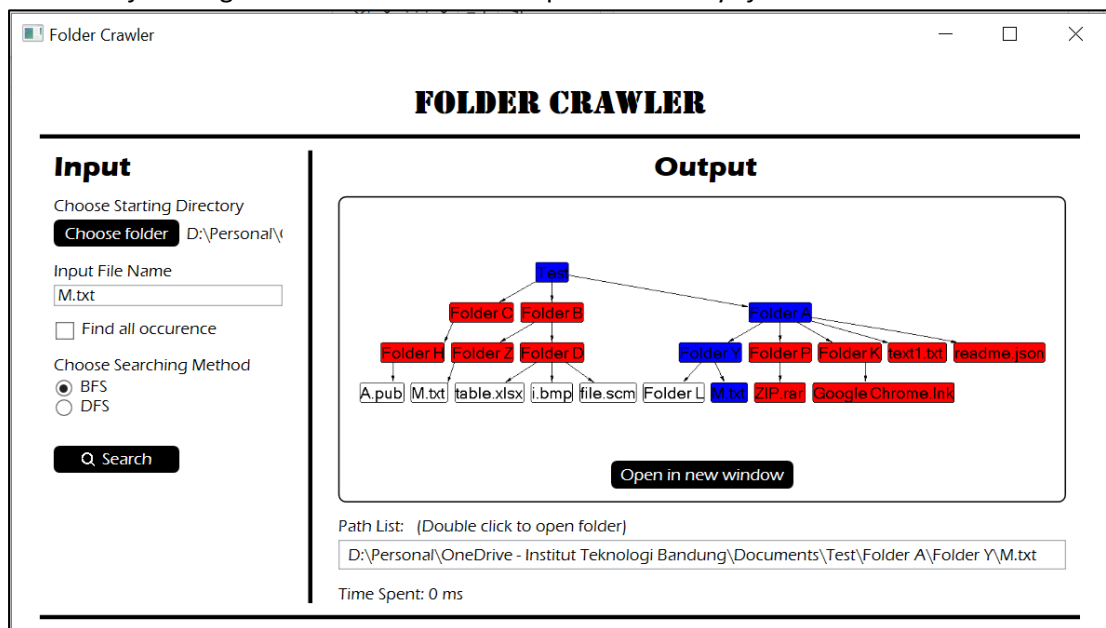 Folder Crawler
FOLDER CRAWLER
Input
Choose Starting Directory
Choose folder D:\Personal\
Input File Name
M.txt
Find all occurence
Choose Searching Method
BFS
DFS
Search
Output
Test
Folder C Folder B Folder A
Folder H Folder Z Folder D Folder Y Folder P Folder K text1.txt readme.json
A.pub M.txt table.xlsx i.bmp file.scm Folder L M.txt ZIP.rar Google Chrome.lnk
Open in new window
Path List: (Double click to open folder)
D:\Personal\OneDrive - Institut Teknologi Bandung\Documents\Test\Folder A\Folder Y\M.txt
Time Spent: 0 ms